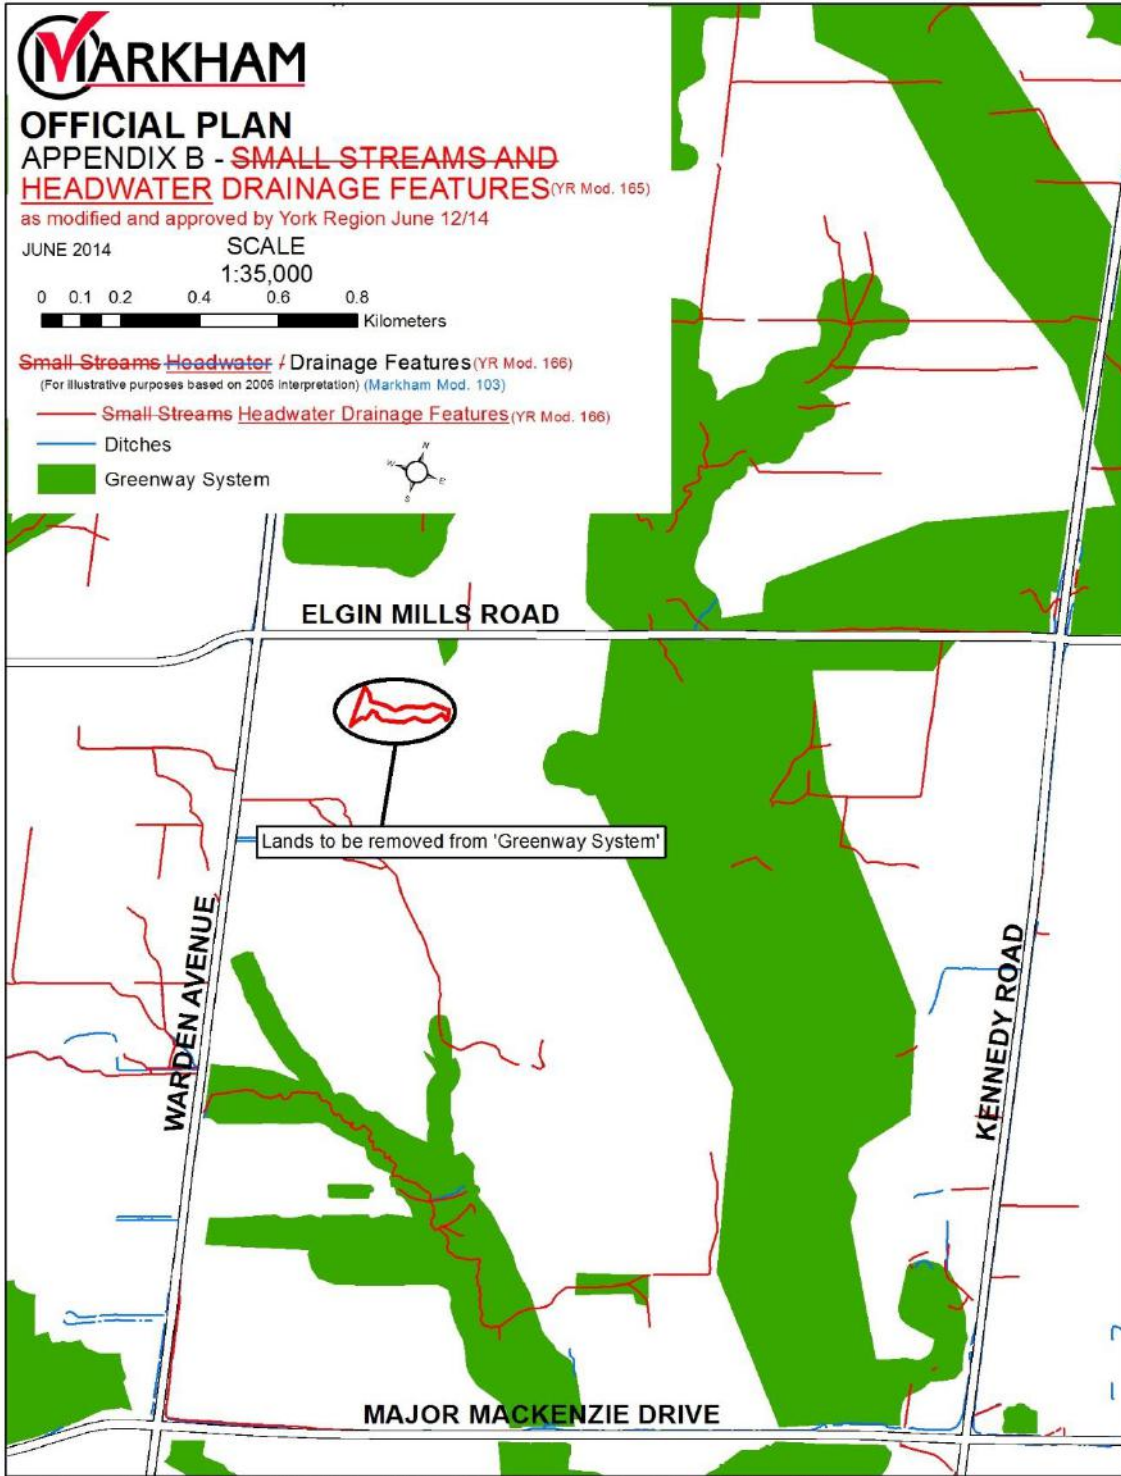 MARKHAM
OFFICIAL PLAN
APPENDIX B - SMALL STREAMS AND
HEADWATER DRAINAGE FEATURES (YR Mod. 165)
as modified and approved by York Region June 12/14
JUNE 2014
SCALE
1:35,000
0 0.1 0.2 0.4 0.6 0.8
Kilometers
Small Streams Headwater / Drainage Features (YR Mod. 166)
(For illustrative purposes based on 2006 interpretation) (Markham Mod. 103)
Small Streams Headwater Drainage Features (YR Mod. 166)
Ditches
Greenway System
N
W
E
S
ELGIN MILLS ROAD
Lands to be removed from 'Greenway System'
WARDEN AVENUE
KENNEDY ROAD
MAJOR MACKENZIE DRIVE